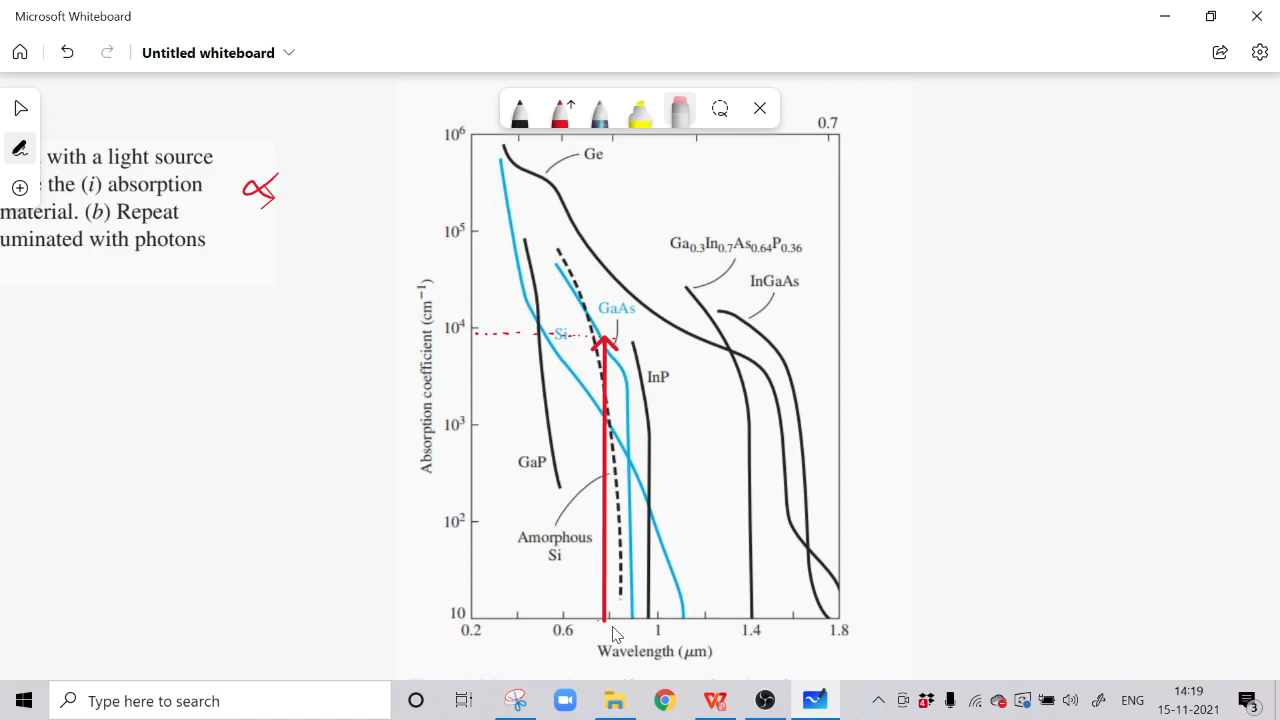 Microsoft Whiteboard
Untitled whiteboard
with a light source
the (i) absorption
material. (b) Repeat
uminated with photons
α
0.7
10⁶
10⁵
10⁴
10³
10²
10
Absorption coefficient (cm⁻¹)
Ge
Ga₀.₃In₀.₇As₀.₆₄P₀.₃₆
InGaAs
GaAs
Si
InP
GaP
Amorphous
Si
0.2 0.6 1 1.4 1.8
Wavelength (μm)
Type here to search
4
ENG
14:19
15-11-2021
3